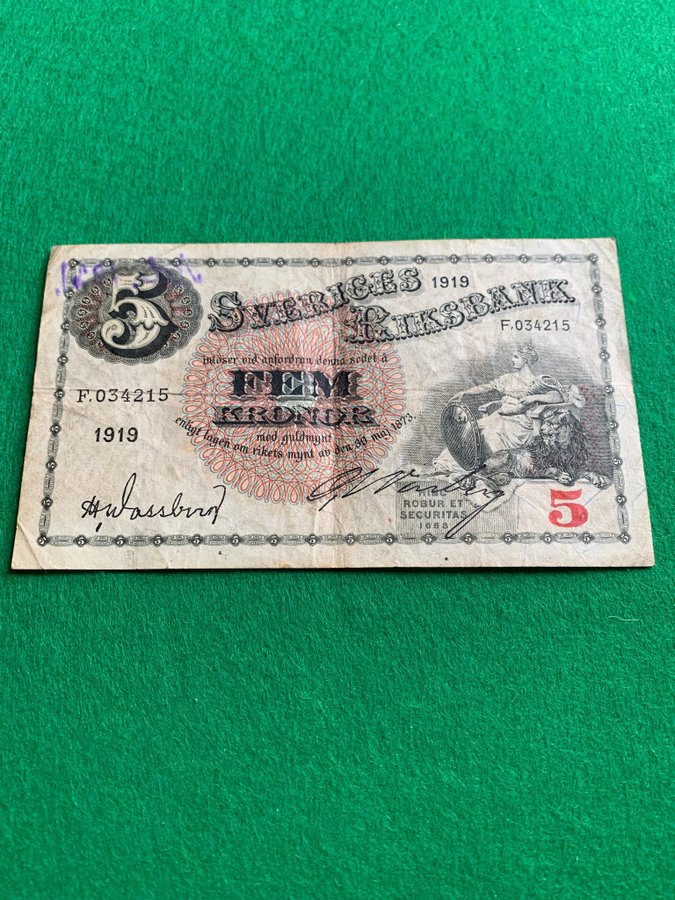 5
SVERIGES 1919
RIKSBANK
F.034215
inlöser vid anfordran denna sedel å
F.034215
FEM
KRONOR
1919
med guldmynt
enligt lagen om rikets mynt av den 30 maj 1873.
HINC
ROBUR ET
SECURITAS
1668
5